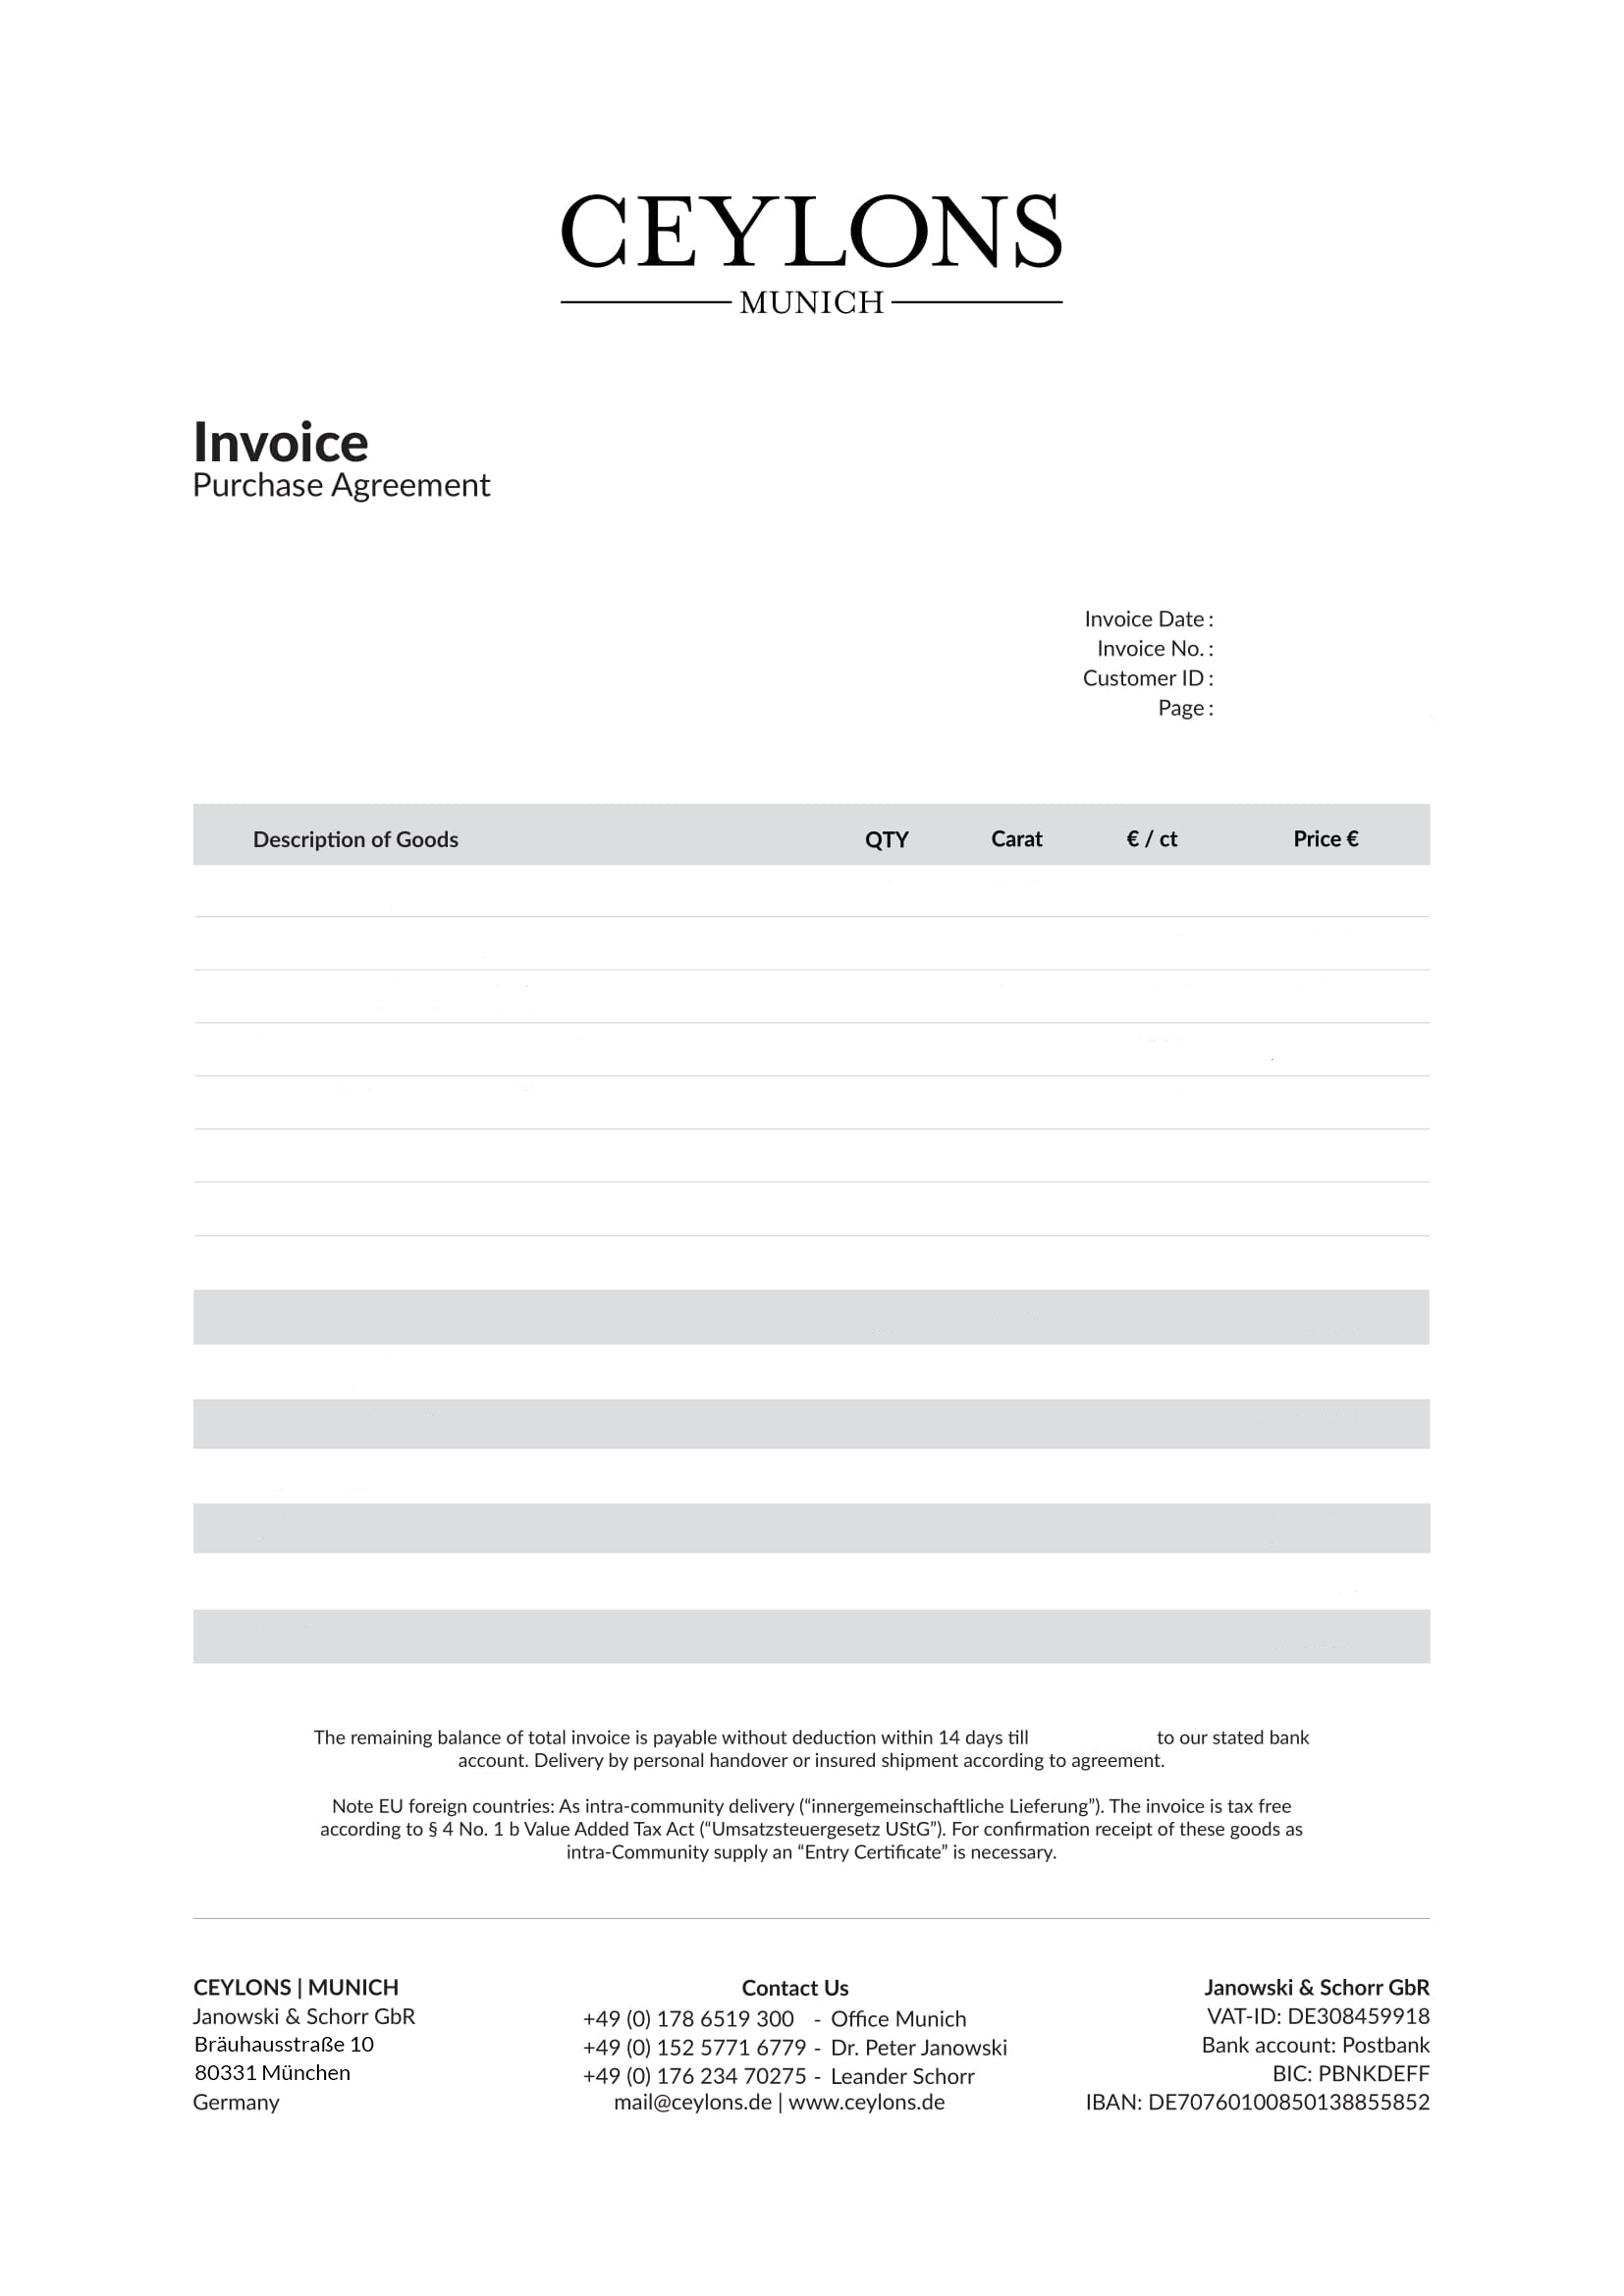 CEYLONS
MUNICH
Invoice
Purchase Agreement
Invoice Date :
Invoice No. :
Customer ID :
Page :
Description of Goods QTY Carat € / ct Price €
The remaining balance of total invoice is payable without deduction within 14 days till to our stated bank
account. Delivery by personal handover or insured shipment according to agreement.
Note EU foreign countries: As intra-community delivery (“innergemeinschaftliche Lieferung”). The invoice is tax free
according to § 4 No. 1 b Value Added Tax Act (“Umsatzsteuergesetz UStG”). For confirmation receipt of these goods as
intra-Community supply an “Entry Certificate” is necessary.
CEYLONS | MUNICH
Janowski & Schorr GbR
Bräuhausstraße 10
80331 München
Germany
Contact Us
+49 (0) 178 6519 300 - Office Munich
+49 (0) 152 5771 6779 - Dr. Peter Janowski
+49 (0) 176 234 70275 - Leander Schorr
mail@ceylons.de | www.ceylons.de
Janowski & Schorr GbR
VAT-ID: DE308459918
Bank account: Postbank
BIC: PBNKDEFF
IBAN: DE70760100850138855852